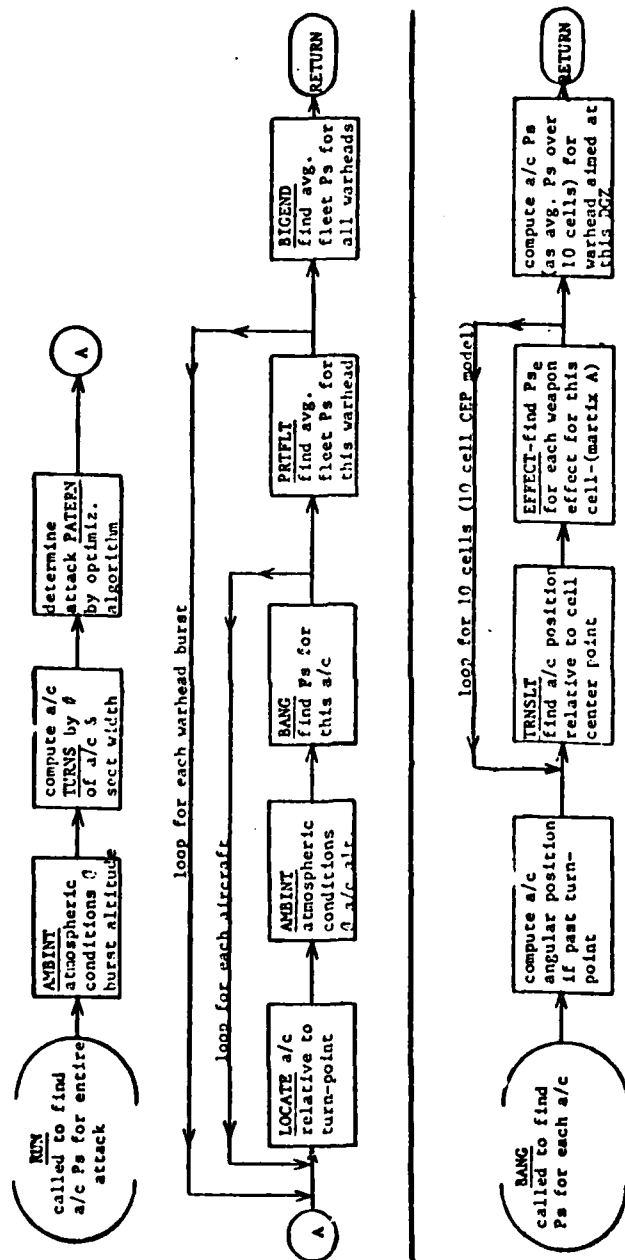 RUN
called to find
a/c Ps for entire
attack
AMBINT
atmospheric
conditions @
burst altitude
compute a/c
TURNS by #
of a/c &
sect width
determine
attack PATERN
by optimiz.
algorithm
A
loop for each warhead burst
loop for each aircraft
A
LOCATE a/c
relative to
turn-point
AMBINT
atmospheric
conditions
@ a/c alt.
BANG
find Ps for
this a/c
PRTFLT
find avg.
fleet Ps for
this warhead
BIGEND
find avg.
fleet Ps for
all warheads
RETURN
BANG
called to find
Ps for each a/c
compute a/c
angular position
if past turn-
point
loop for 10 cells (10 cell CEP model)
TRNSLT
find a/c position
relative to cell
center point
EFFECT-find Ps_e
for each weapon
effect for this
cell-(martix A)
compute a/c Ps
(as avg. Ps over
10 cells) for
warhead aimed at
this DGZ
RETURN